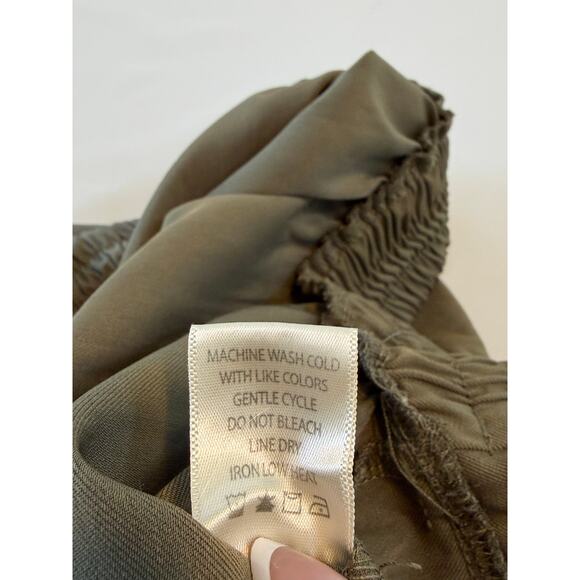 MACHINE WASH COLD
WITH LIKE COLORS
GENTLE CYCLE
DO NOT BLEACH
LINE DRY
IRON LOW HEAT